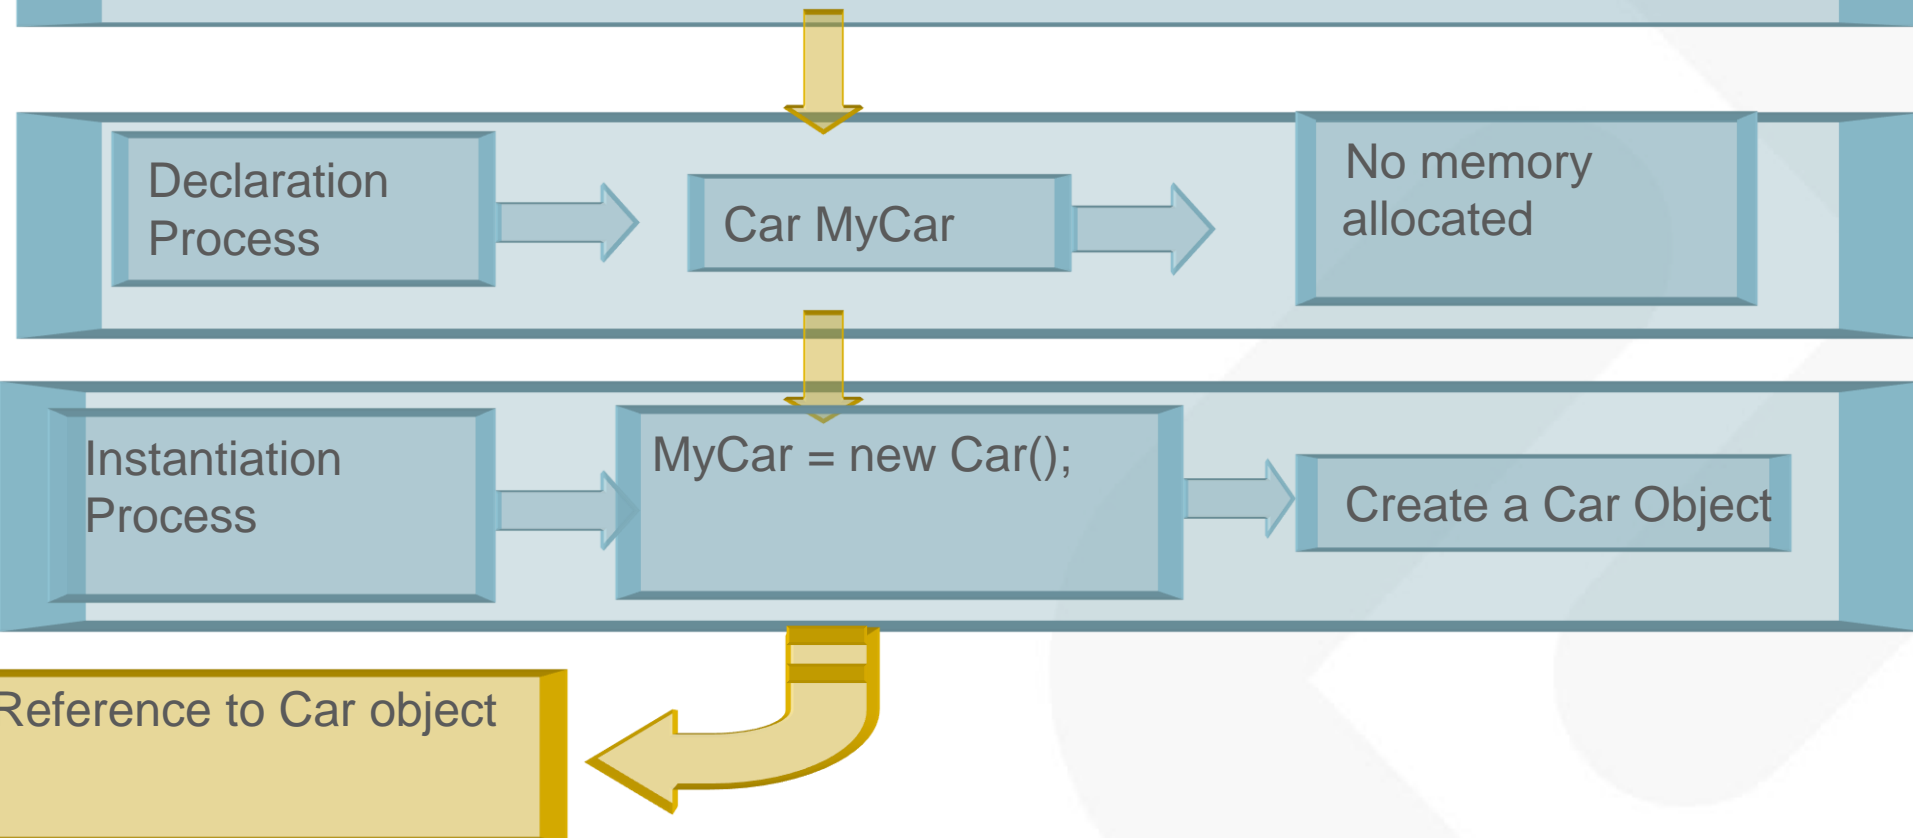 Declaration
Process
Car MyCar
No memory
allocated
Instantiation
Process
MyCar = new Car();
Create a Car Object
Reference to Car object